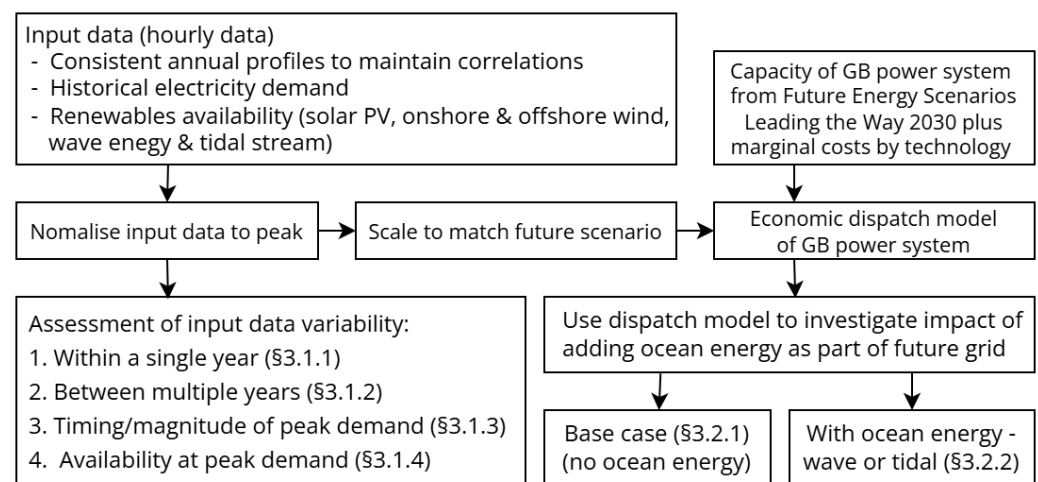 Input data (hourly data)
- Consistent annual profiles to maintain correlations
- Historical electricity demand
- Renewables availability (solar PV, onshore & offshore wind,
wave enegy & tidal stream)
Capacity of GB power system
from Future Energy Scenarios
Leading the Way 2030 plus
marginal costs by technology
Nomalise input data to peak
Scale to match future scenario
Economic dispatch model
of GB power system
Assessment of input data variability:
1. Within a single year (§3.1.1)
2. Between multiple years (§3.1.2)
3. Timing/magnitude of peak demand (§3.1.3)
4. Availability at peak demand (§3.1.4)
Use dispatch model to investigate impact of
adding ocean energy as part of future grid
Base case (§3.2.1)
(no ocean energy)
With ocean energy -
wave or tidal (§3.2.2)